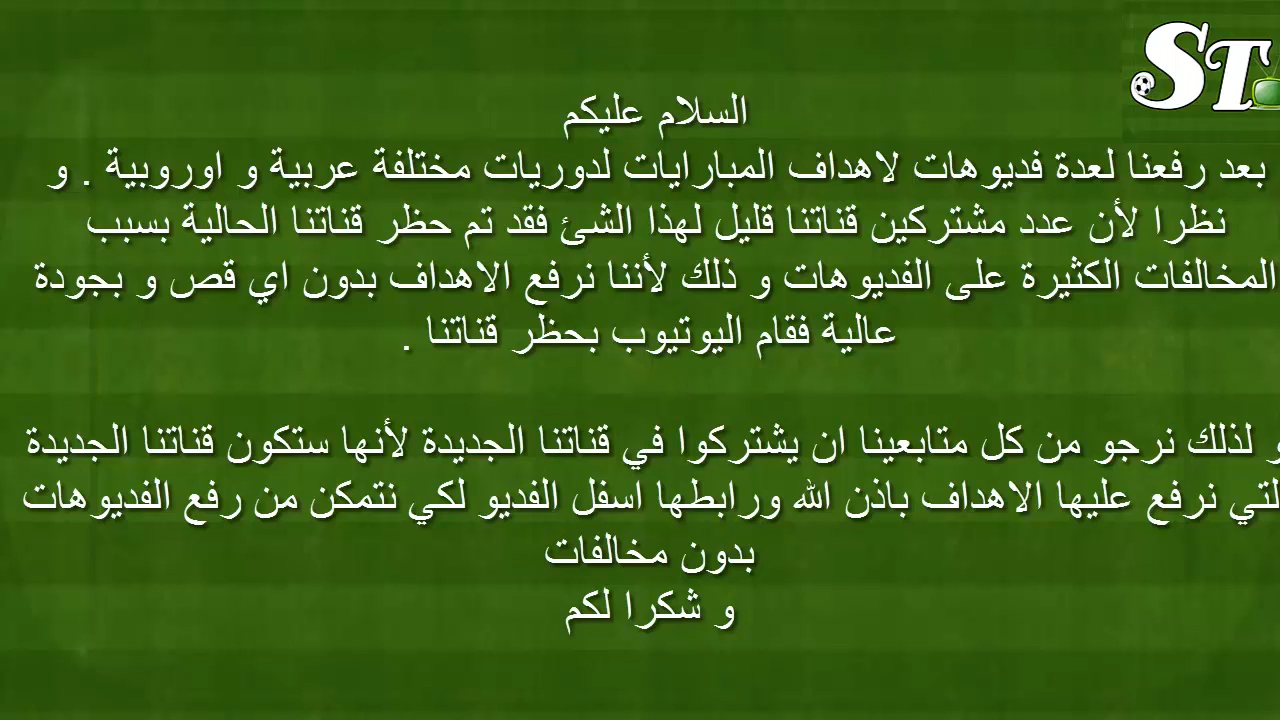 ST
السلام عليكم
بعد رفعنا لعدة فديوهات لاهداف المبارايات لدوريات مختلفة عربية و اوروبية . و
نظرا لأن عدد مشتركين قناتنا قليل لهذا الشئ فقد تم حظر قناتنا الحالية بسبب
المخالفات الكثيرة على الفديوهات و ذلك لأننا نرفع الاهداف بدون اي قص و بجودة
عالية فقام اليوتيوب بحظر قناتنا .
و لذلك نرجو من كل متابعينا ان يشتركوا في قناتنا الجديدة لأنها ستكون قناتنا الجديدة
لتي نرفع عليها الاهداف باذن الله ورابطها اسفل الفديو لكي نتمكن من رفع الفديوهات
بدون مخالفات
و شكرا لكم